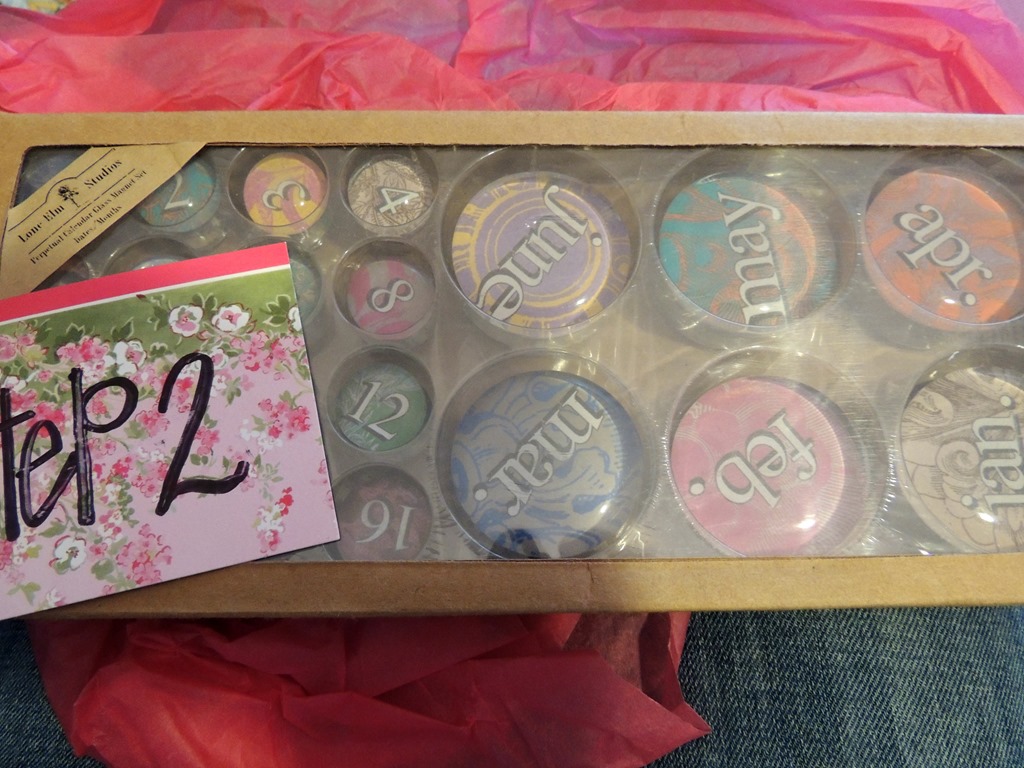 Lone Elm Studios
Perpetual Calendar Glass Magnet Set
Dates/Months
2
3
4
june
may
apr.
8
12
mar.
feb.
jan.
16
teP 2